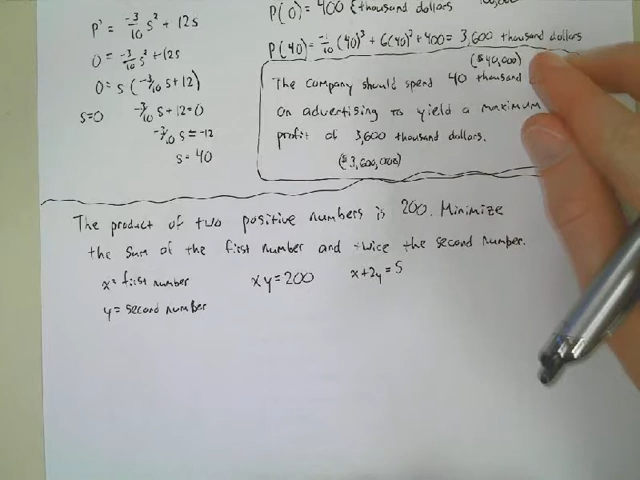 P' = -3/10 s² + 12s
0 = -3/10 s² + 12s
0 = s (-3/10 s + 12)
s=0 -3/10 s + 12 = 0
-3/10 s = -12
s = 40
P(0) = 400 {thousand dollars
P(40) = -1/10 (40)³ + 6(40)² + 400 = 3,600 thousand dollars
($40,000)
The company should spend 40 thousand
on advertising to yield a maximum
profit of 3,600 thousand dollars.
($3,600,000)
The product of two positive numbers is 200. Minimize
the sum of the first number and twice the second number.
x = first number xy = 200 x + 2y = S
y = second number